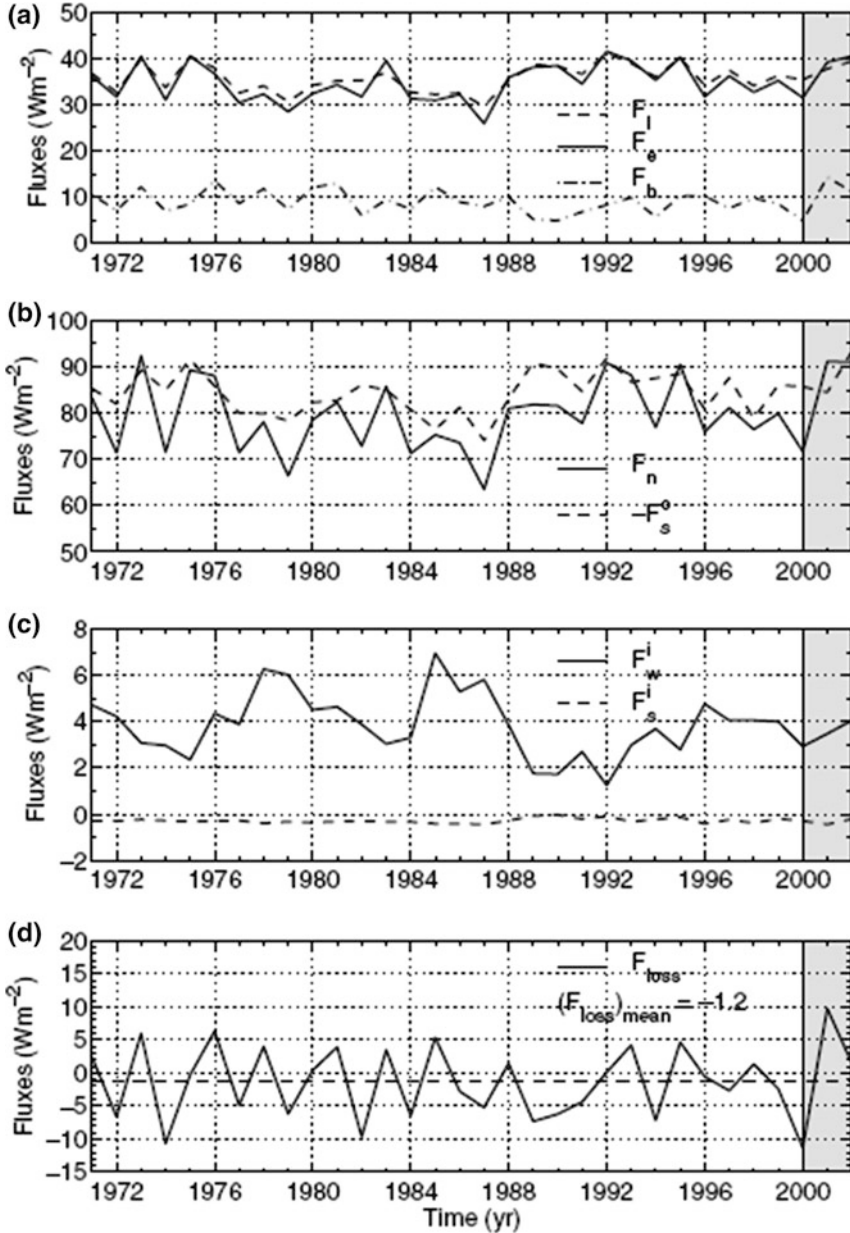 (a)
Fluxes (Wm⁻²)
50
40
30
20
10
0
F_l
F_e
F_b
1972 1976 1980 1984 1988 1992 1996 2000
(b)
Fluxes (Wm⁻²)
100
90
80
70
60
50
F_n
−F_s^o
1972 1976 1980 1984 1988 1992 1996 2000
(c)
Fluxes (Wm⁻²)
8
6
4
2
0
−2
F_w^i
F_s^i
1972 1976 1980 1984 1988 1992 1996 2000
(d)
Fluxes (Wm⁻²)
20
15
10
5
0
−5
−10
−15
F_loss
(F_loss)_mean = −1.2
1972 1976 1980 1984 1988 1992 1996 2000
Time (yr)